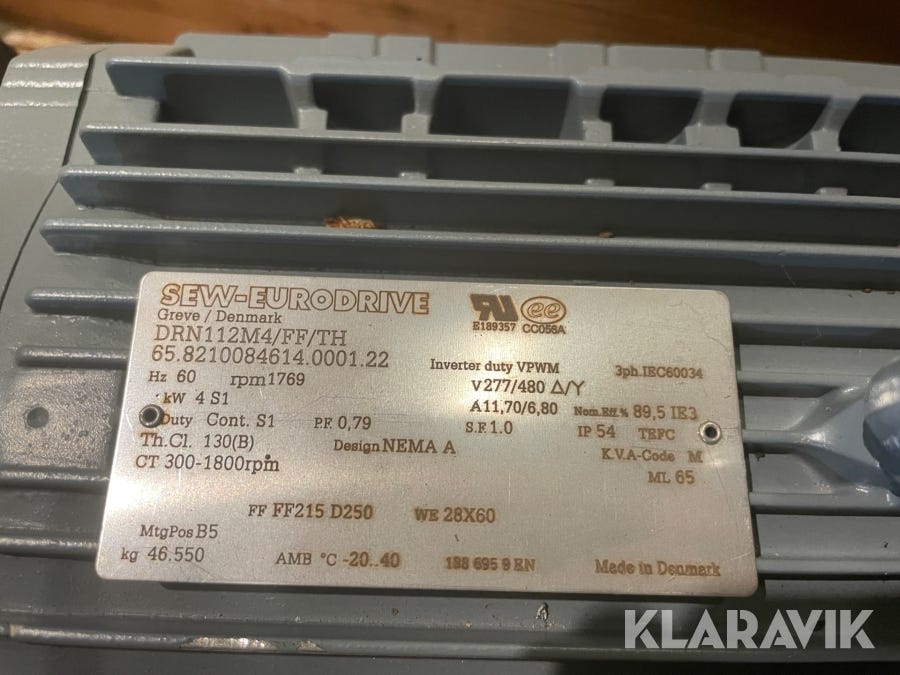 SEW-EURODRIVE
Greve / Denmark
DRN112M4/FF/TH
65.8210084614.0001.22
E189357 CC056A
Inverter duty VPWM 3ph.IEC60034
Hz 60 rpm1769 V277/480 Δ/Y
kW 4 S1 A11,70/6,80 Nom.Eff.% 89,5 IE3
Duty Cont. S1 P.F. 0,79 S.F. 1.0 IP 54 TEFC
Th.Cl. 130(B) Design NEMA A K.V.A-Code M
CT 300-1800rpm ML 65
FF FF215 D250 WE 28X60
MtgPos B5
kg 46.550 AMB °C -20..40 188 695 9 EN Made in Denmark
KLARAVIK